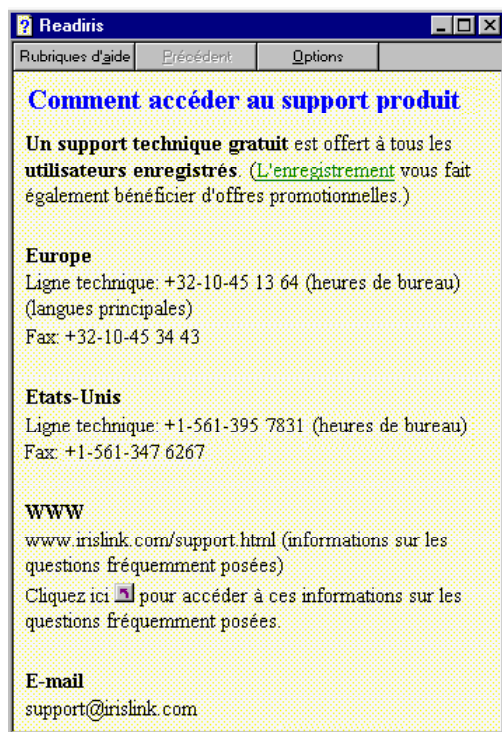 Readiris
Rubriques d'aide Précédent Options
Comment accéder au support produit
Un support technique gratuit est offert à tous les
utilisateurs enregistrés. (L'enregistrement vous fait
également bénéficier d'offres promotionnelles.)
Europe
Ligne technique: +32-10-45 13 64 (heures de bureau)
(langues principales)
Fax: +32-10-45 34 43
Etats-Unis
Ligne technique: +1-561-395 7831 (heures de bureau)
Fax: +1-561-347 6267
WWW
www.irislink.com/support.html (informations sur les
questions fréquemment posées)
Cliquez ici pour accéder à ces informations sur les
questions fréquemment posées.
E-mail
support@irislink.com